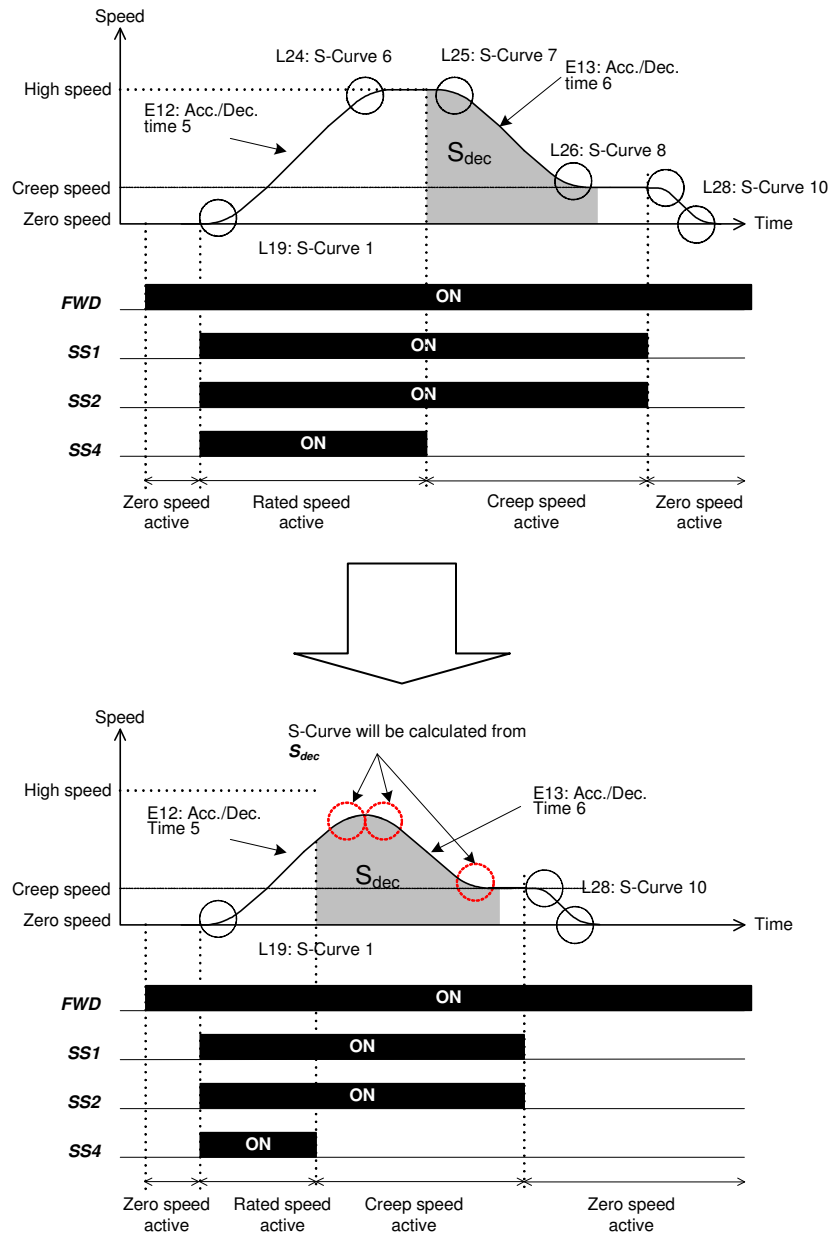 Speed
L24: S-Curve 6
L25: S-Curve 7
E13: Acc./Dec.
time 6
High speed
E12: Acc./Dec.
time 5
Sdec
L26: S-Curve 8
Creep speed
L28: S-Curve 10
Zero speed
Time
L19: S-Curve 1
FWD
ON
SS1
ON
SS2
ON
SS4
ON
Zero speed
active
Rated speed
active
Creep speed
active
Zero speed
active
Speed
S-Curve will be calculated from
Sdec
High speed
E12: Acc./Dec.
Time 5
E13: Acc./Dec.
Time 6
Sdec
Creep speed
L28: S-Curve 10
Zero speed
Time
L19: S-Curve 1
FWD
ON
SS1
ON
SS2
ON
SS4
ON
Zero speed
active
Rated speed
active
Creep speed
active
Zero speed
active